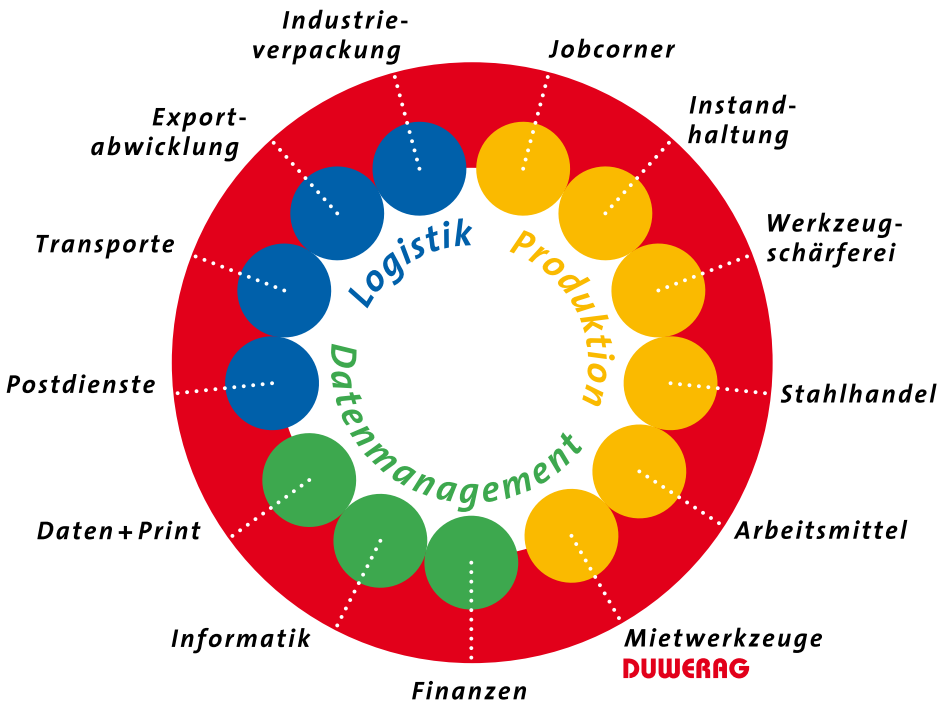 Industrie-
verpackung
Jobcorner
Export-
abwicklung
Instand-
haltung
Transporte
Werkzeug-
schärferei
Logistik
Produktion
Datenmanagement
Postdienste
Stahlhandel
Daten+Print
Arbeitsmittel
Informatik
Mietwerkzeuge
DUWERAG
Finanzen